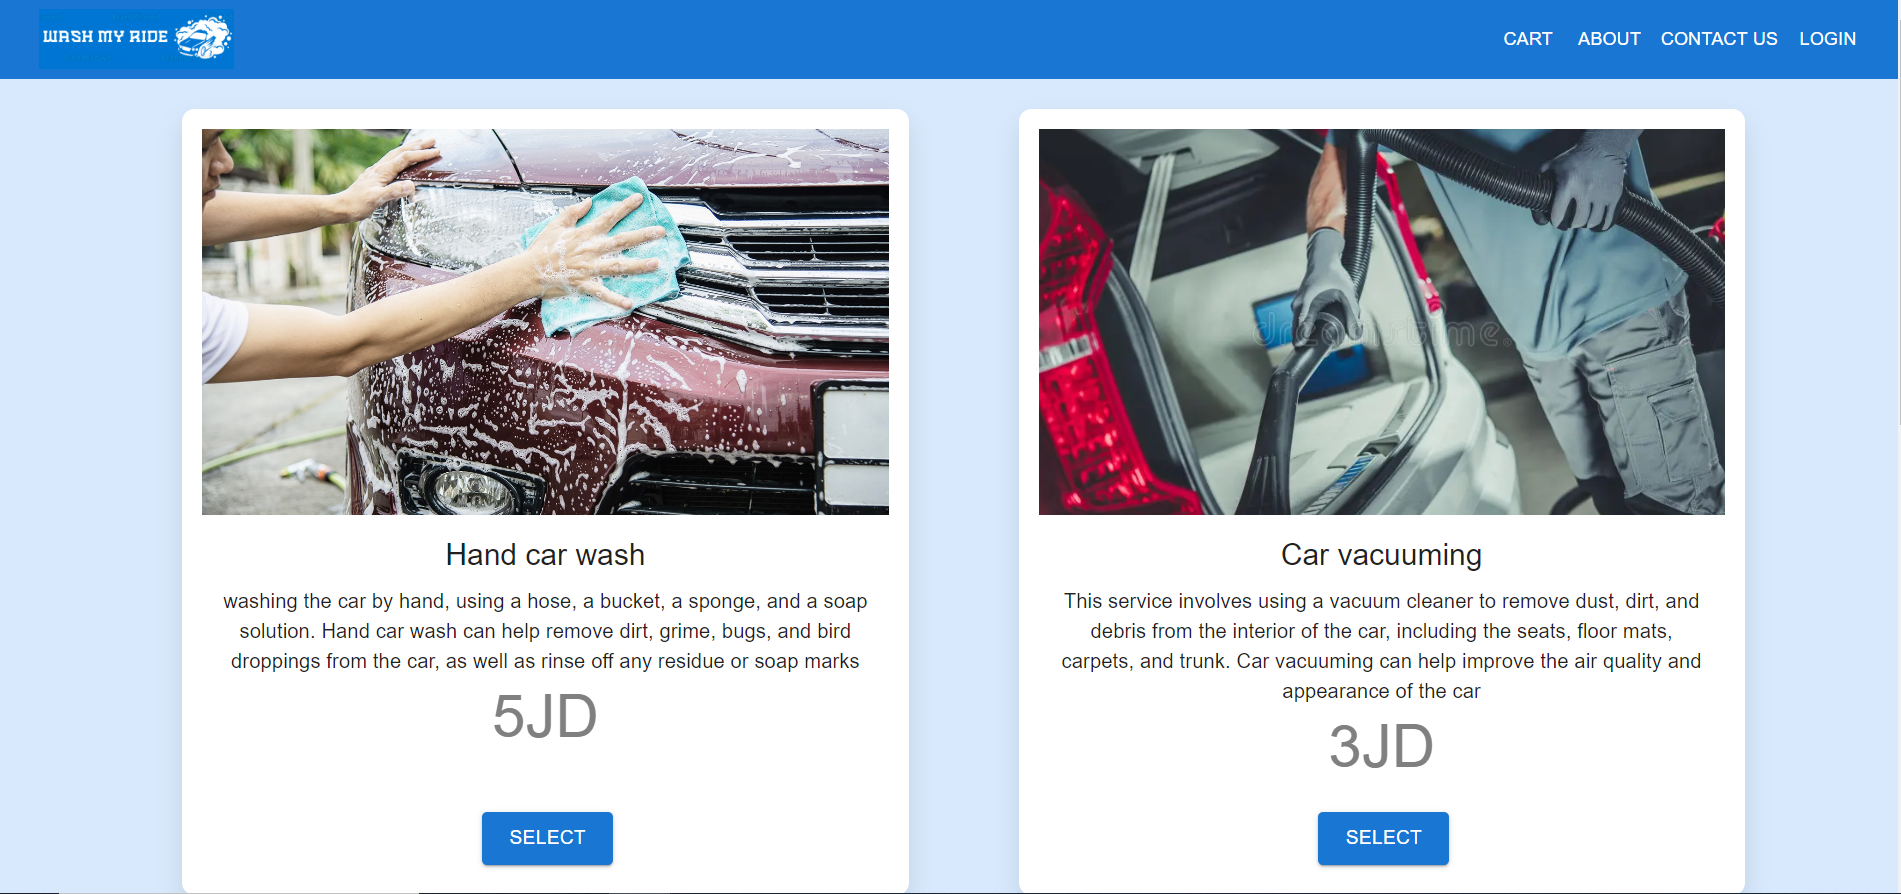 WASH MY RIDE
CART ABOUT CONTACT US LOGIN
dreamstime.
Hand car wash
washing the car by hand, using a hose, a bucket, a sponge, and a soap
solution. Hand car wash can help remove dirt, grime, bugs, and bird
droppings from the car, as well as rinse off any residue or soap marks
5JD
SELECT
Car vacuuming
This service involves using a vacuum cleaner to remove dust, dirt, and
debris from the interior of the car, including the seats, floor mats,
carpets, and trunk. Car vacuuming can help improve the air quality and
appearance of the car
3JD
SELECT